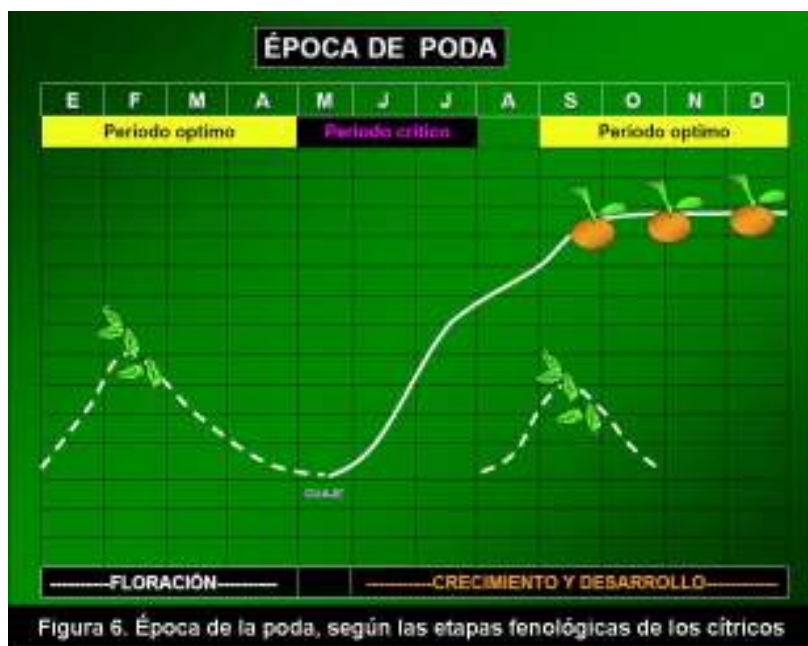 ÉPOCA DE PODA
E F M A M J J A S O N D
Periodo optimo Periodo critico Periodo optimo
CUAJE
----------FLORACIÓN---------- ----------CRECIMIENTO Y DESARROLLO----------
Figura 6. Época de la poda, según las etapas fenológicas de los cítricos